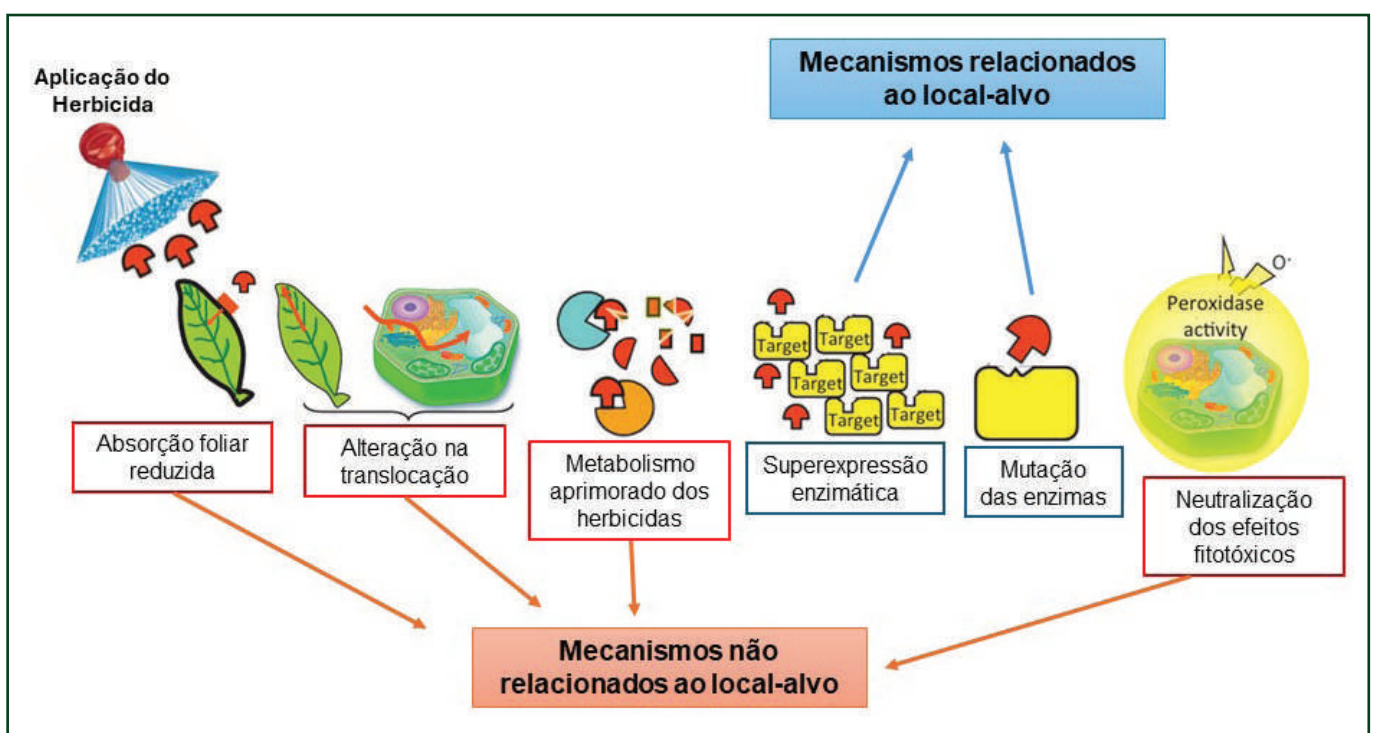 Mecanismos relacionados
ao local-alvo
Aplicação do
Herbicida
O·
Peroxidase
activity
Target
Target
Target
Target
Target
Target
Absorção foliar
reduzida
Alteração na
translocação
Metabolismo
aprimorado dos
herbicidas
Superexpressão
enzimática
Mutação
das enzimas
Neutralização
dos efeitos
fitotóxicos
Mecanismos não
relacionados ao local-alvo